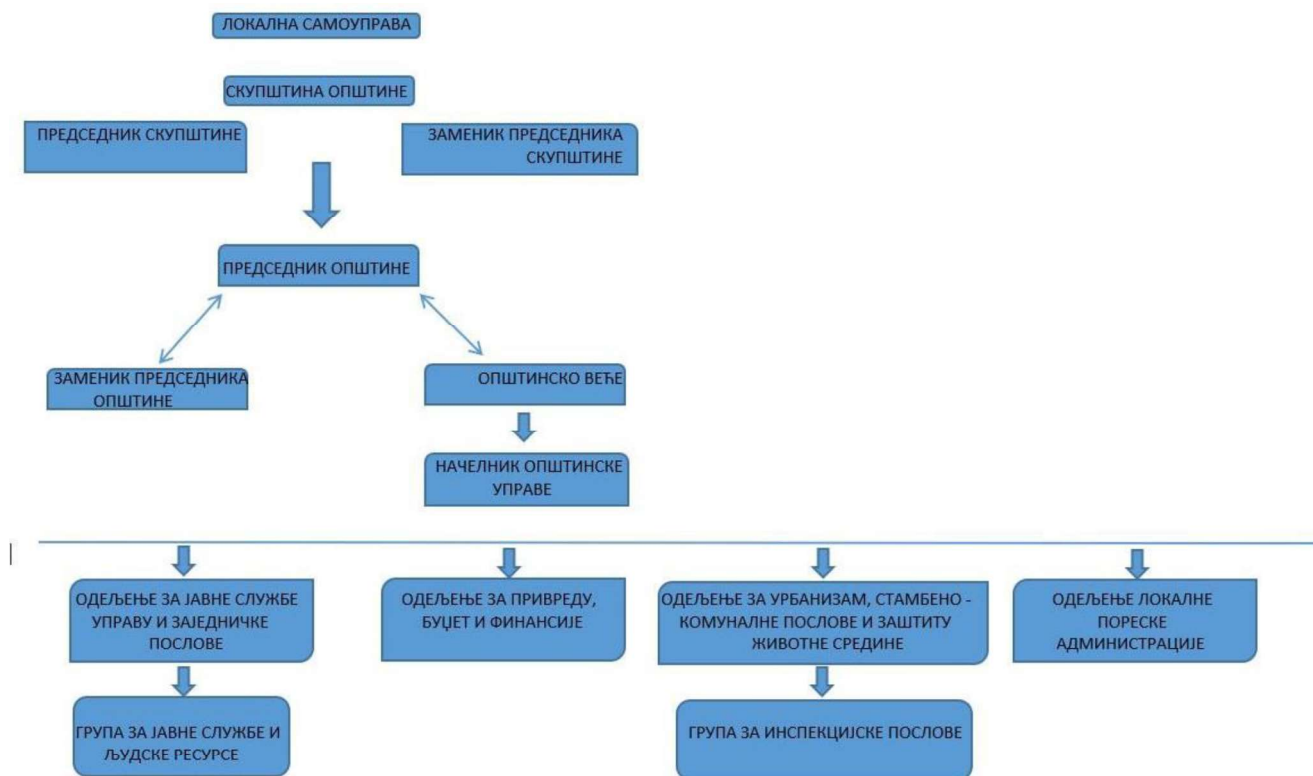 ЛОКАЛНА САМОУПРАВА
СКУПШТИНА ОПШТИНЕ
ПРЕДСЕДНИК СКУПШТИНЕ
ЗАМЕНИК ПРЕДСЕДНИКА
СКУПШТИНЕ
ПРЕДСЕДНИК ОПШТИНЕ
ЗАМЕНИК ПРЕДСЕДНИКА
ОПШТИНЕ
ОПШТИНСКО ВЕЋЕ
НАЧЕЛНИК ОПШТИНСКЕ
УПРАВЕ
ОДЕЉЕЊЕ ЗА ЈАВНЕ СЛУЖБЕ
УПРАВУ И ЗАЈЕДНИЧКЕ
ПОСЛОВЕ
ОДЕЉЕЊЕ ЗА ПРИВРЕДУ,
БУЏЕТ И ФИНАНСИЈЕ
ОДЕЉЕЊЕ ЗА УРБАНИЗАМ, СТАМБЕНО -
КОМУНАЛНЕ ПОСЛОВЕ И ЗАШТИТУ
ЖИВОТНЕ СРЕДИНЕ
ОДЕЉЕЊЕ ЛОКАЛНЕ
ПОРЕСКЕ
АДМИНИСТРАЦИЈЕ
ГРУПА ЗА ЈАВНЕ СЛУЖБЕ И
ЉУДСКЕ РЕСУРСЕ
ГРУПА ЗА ИНСПЕКЦИЈСКЕ ПОСЛОВЕ